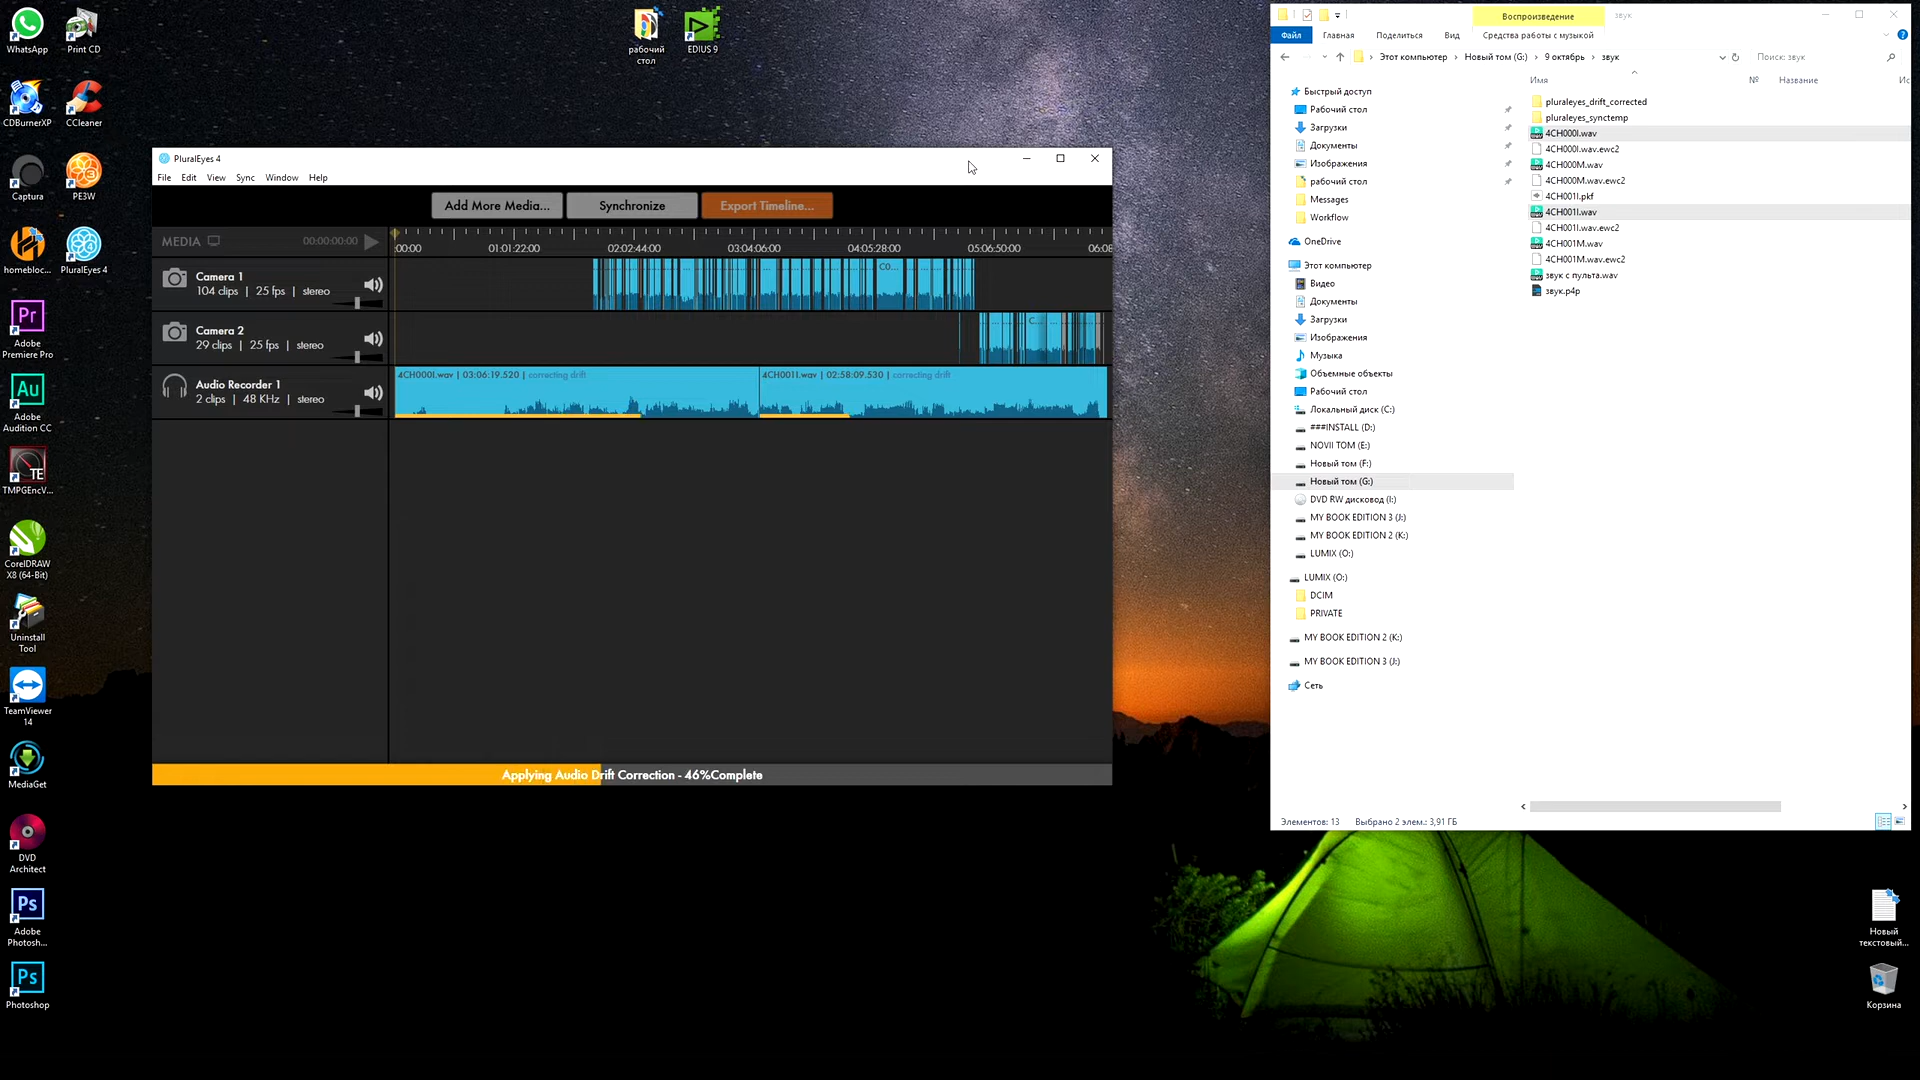 WhatsApp
Print CD
CDBurnerXP
CCleaner
Captura
PE3W
homebloc...
PluralEyes 4
Adobe
Premiere Pro
Adobe
Audition CC
TMPGEncV...
CorelDRAW
X8 (64-Bit)
Uninstall
Tool
TeamViewer
14
MediaGet
DVD
Architect
Adobe
Photosh...
Photoshop
рабочий
стол
EDIUS 9
PluralEyes 4
File Edit View Sync Window Help
Add More Media... Synchronize Export Timeline...
MEDIA 00:00:00:00
:00:00 01:01:22:00 02:02:44:00 03:04:06:00 04:05:28:00 05:06:50:00 06:08
Camera 1
104 clips | 25 fps | stereo
C0...
Camera 2
29 clips | 25 fps | stereo
C...
Audio Recorder 1
2 clips | 48 KHz | stereo
4CH000I.wav | 03:06:19.520 | correcting drift
4CH001I.wav | 02:58:09.530 | correcting drift
Applying Audio Drift Correction - 46%Complete
Воспроизведение
звук
Файл Главная Поделиться Вид Средства работы с музыкой
Этот компьютер › Новый том (G:) › 9 октябрь › звук
Поиск: звук
Имя № Название Ис
Быстрый доступ
Рабочий стол
Загрузки
Документы
Изображения
рабочий стол
Messages
Workflow
OneDrive
Этот компьютер
Видео
Документы
Загрузки
Изображения
Музыка
Объемные объекты
Рабочий стол
Локальный диск (C:)
###INSTALL (D:)
NOVII TOM (E:)
Новый том (F:)
Новый том (G:)
DVD RW дисковод (I:)
MY BOOK EDITION 3 (J:)
MY BOOK EDITION 2 (K:)
LUMIX (O:)
LUMIX (O:)
DCIM
PRIVATE
MY BOOK EDITION 2 (K:)
MY BOOK EDITION 3 (J:)
Сеть
pluraleyes_drift_corrected
pluraleyes_synctemp
4CH000I.wav
4CH000I.wav.ewc2
4CH000M.wav
4CH000M.wav.ewc2
4CH001I.pkf
4CH001I.wav
4CH001I.wav.ewc2
4CH001M.wav
4CH001M.wav.ewc2
звук с пульта.wav
звук.p4p
Элементов: 13 Выбрано 2 элем.: 3,91 ГБ
Новый
текстовый...
Корзина